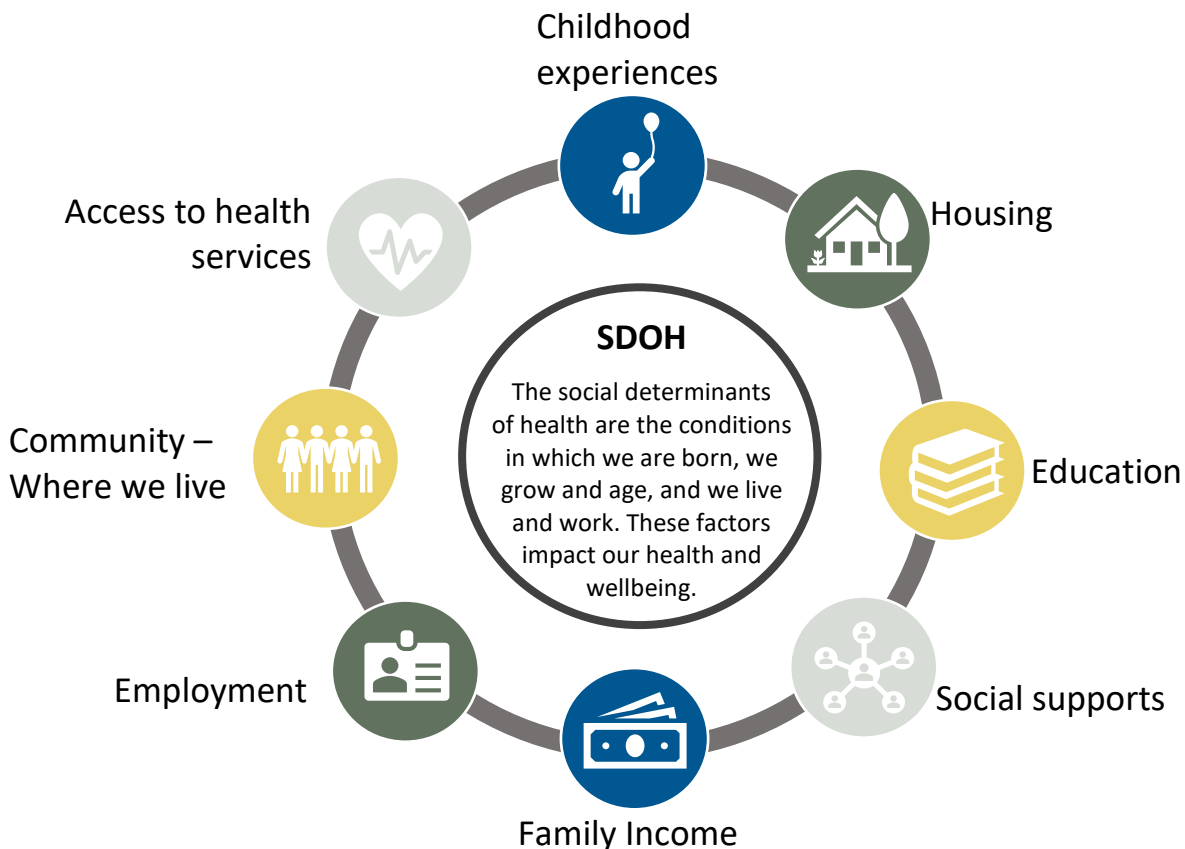 Childhood
experiences
Housing
Education
Social supports
Family Income
Employment
Community –
Where we live
Access to health
services
SDOH
The social determinants
of health are the conditions
in which we are born, we
grow and age, and we live
and work. These factors
impact our health and
wellbeing.